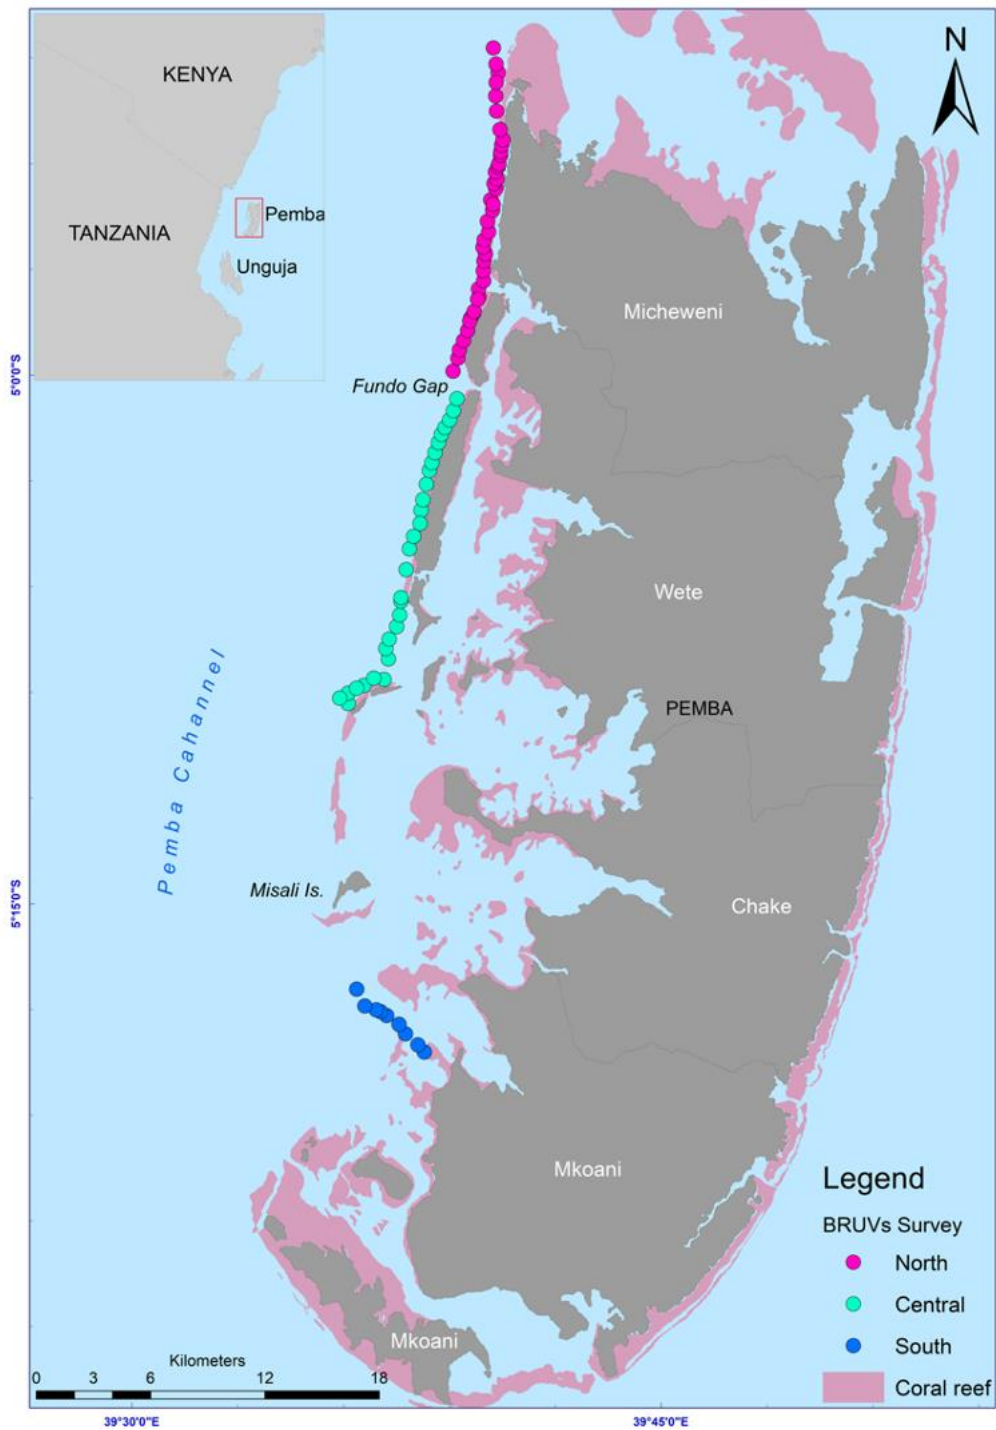 KENYA
N
Pemba
TANZANIA
Unguja
Micheweni
5°0'0"S
Fundo Gap
Wete
PEMBA
Pemba Cahannel
Misali Is.
Chake
5°15'0"S
Mkoani
Legend
BRUVs Survey
North
Central
South
Coral reef
Mkoani
Kilometers
0 3 6 12 18
39°30'0"E
39°45'0"E